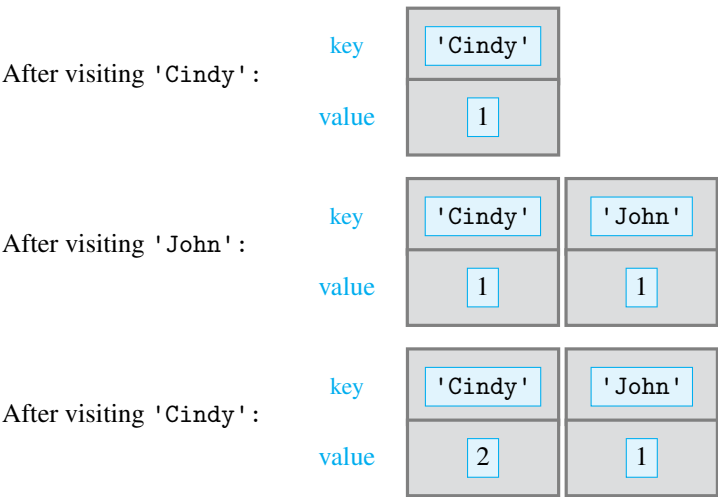 key 'Cindy'
After visiting 'Cindy':
value 1
key 'Cindy' 'John'
After visiting 'John':
value 1 1
key 'Cindy' 'John'
After visiting 'Cindy':
value 2 1